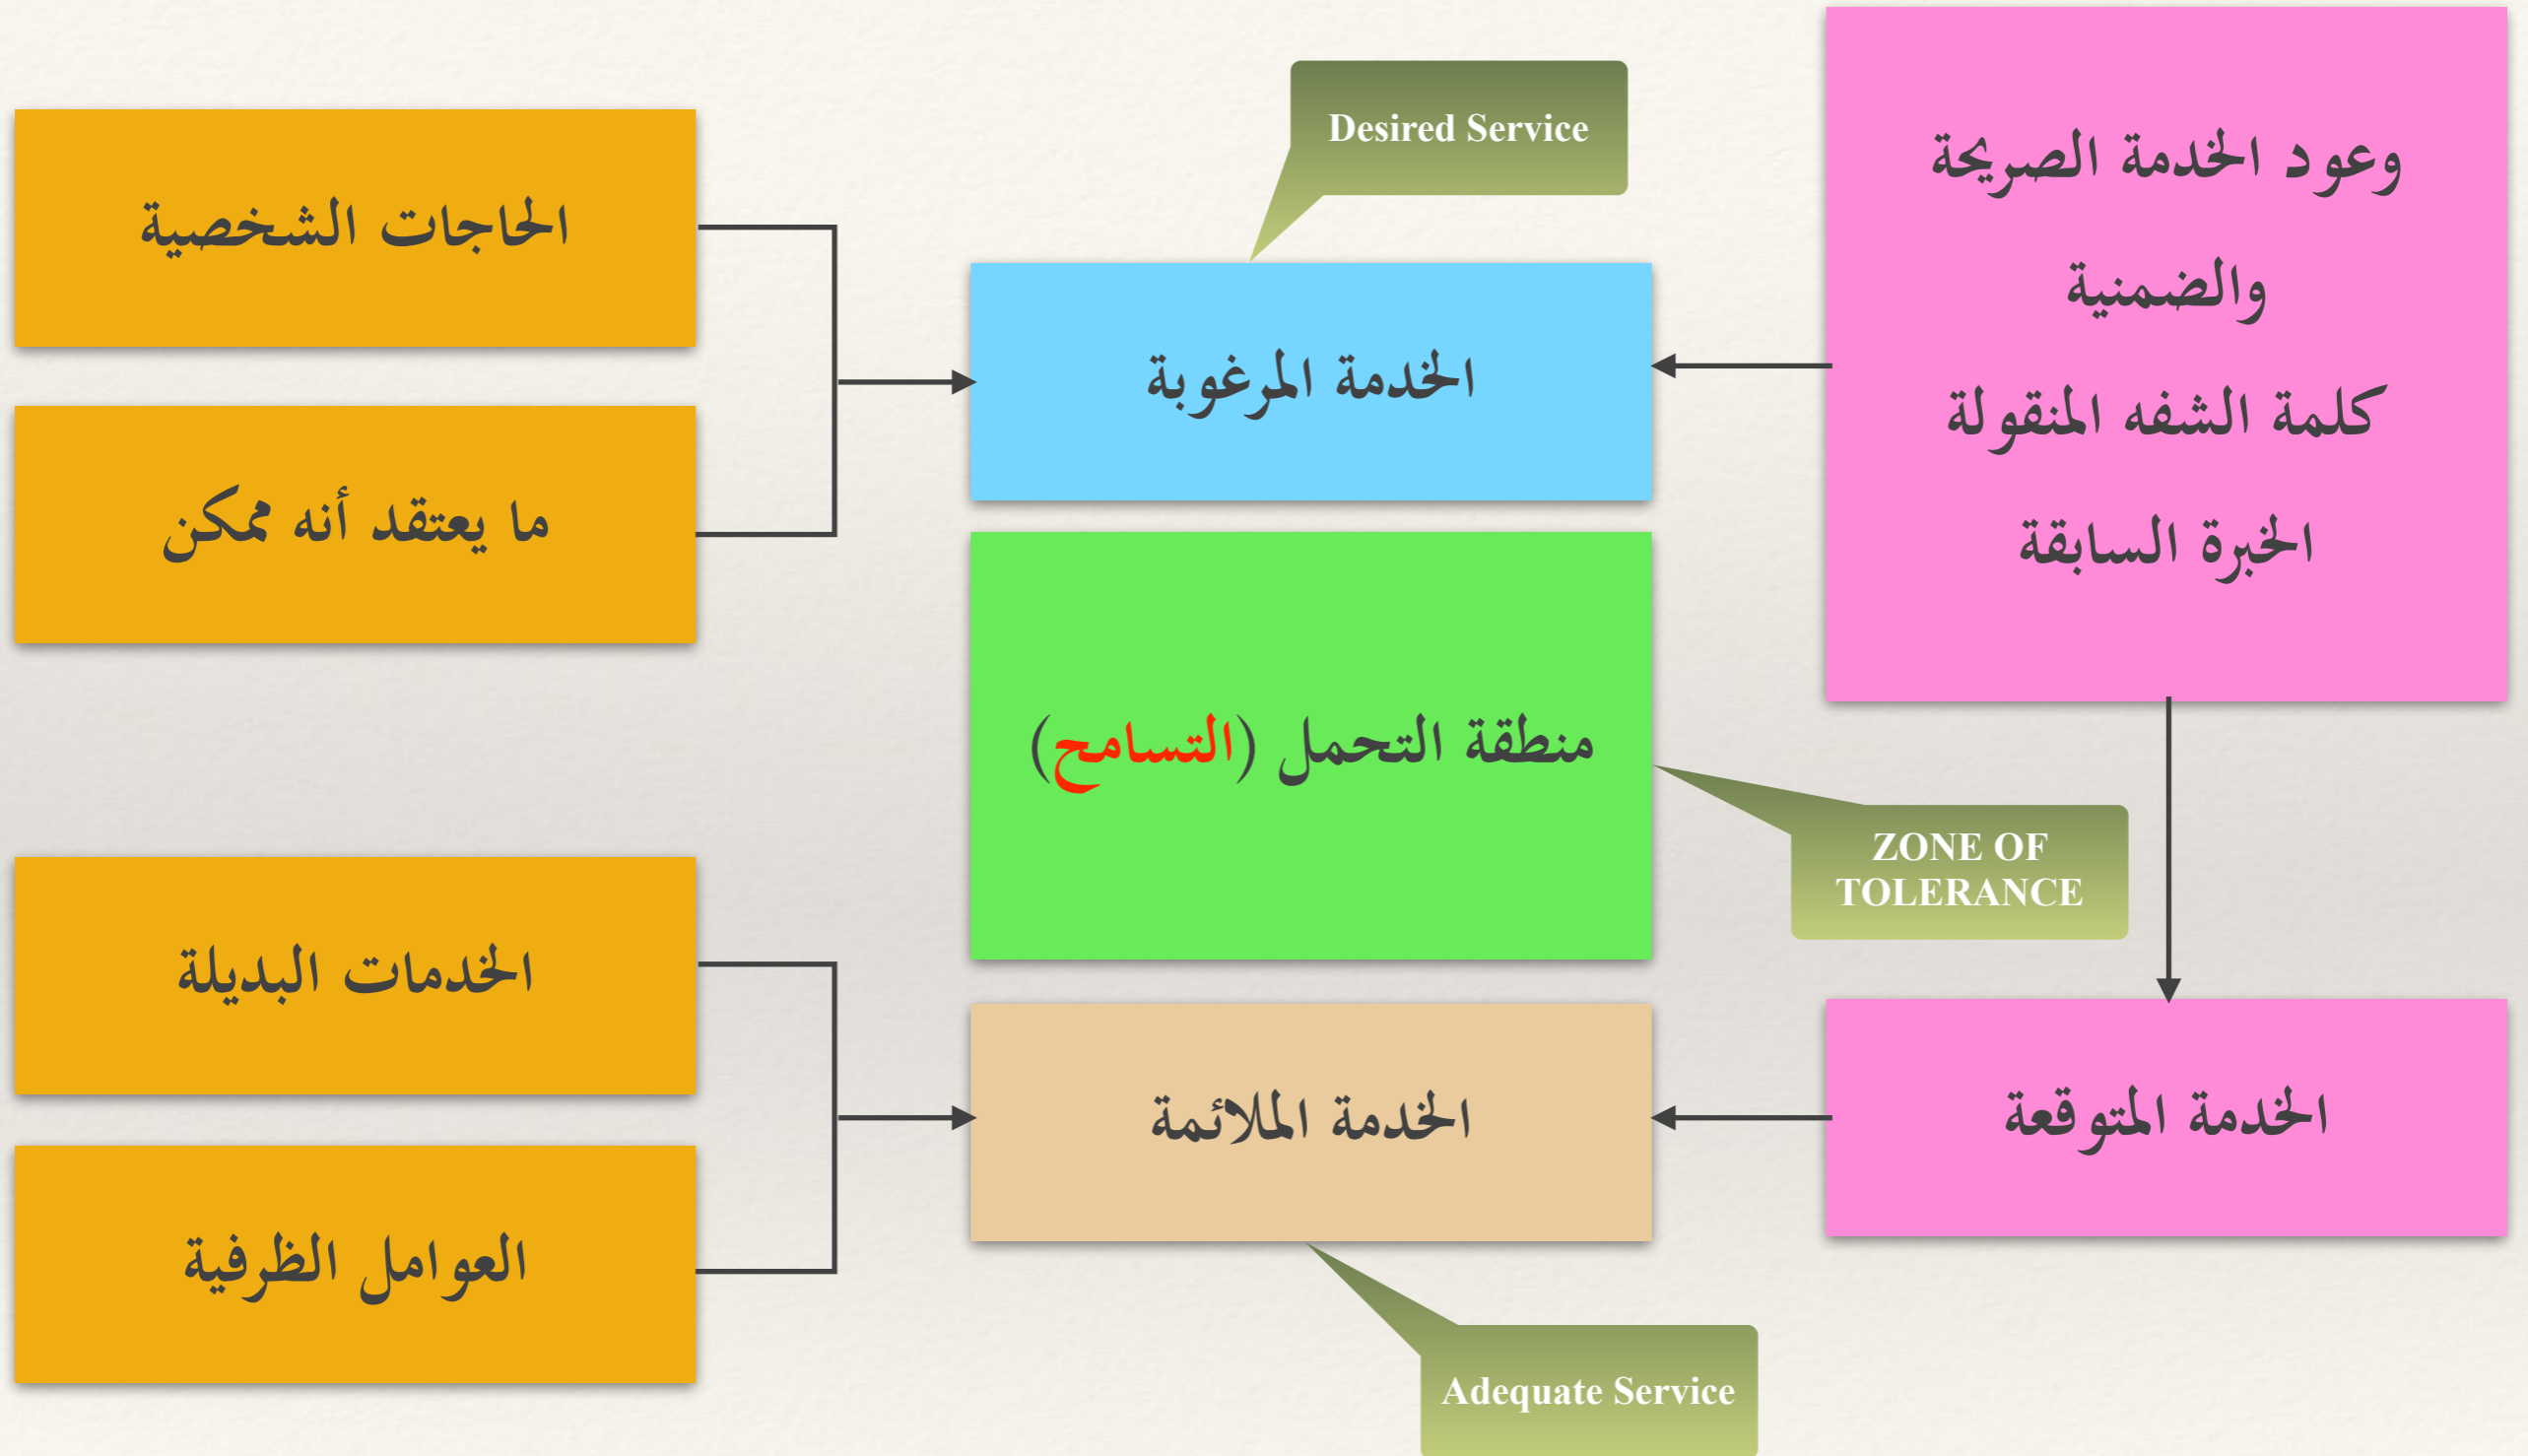 وعود الخدمة الصريحة
والضمنية
كلمة الشفه المنقولة
الخبرة السابقة
Desired Service
الحاجات الشخصية
الخدمة المرغوبة
ما يعتقد أنه ممكن
منطقة التحمل (التسامح)
ZONE OF
TOLERANCE
الخدمات البديلة
الخدمة المتوقعة
الخدمة الملائمة
العوامل الظرفية
Adequate Service